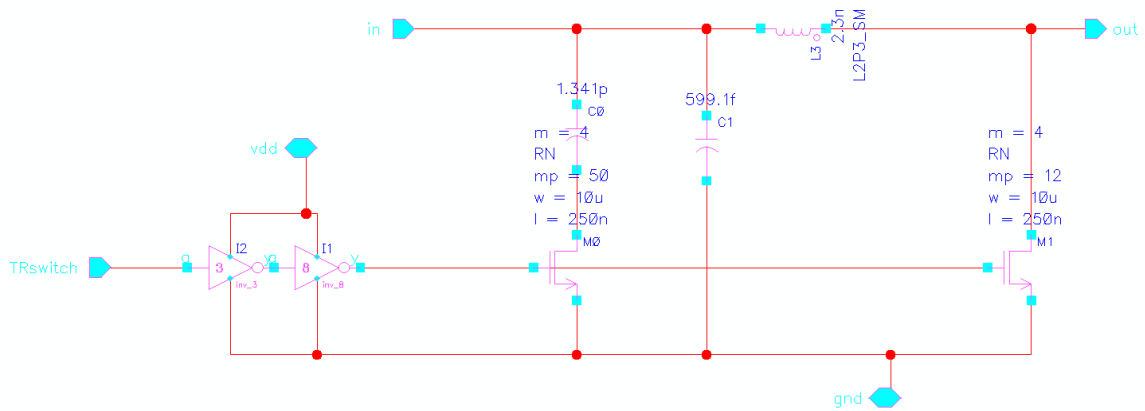 in
out
2.3n
L2P3_SM
L3
1.341p
C0
599.1f
C1
m = 4
RN
mp = 50
w = 10u
l = 250n
M0
m = 4
RN
mp = 12
w = 10u
l = 250n
M1
vdd
TRswitch
a
3
I2
y
inv_3
a
8
I1
y
inv_8
gnd